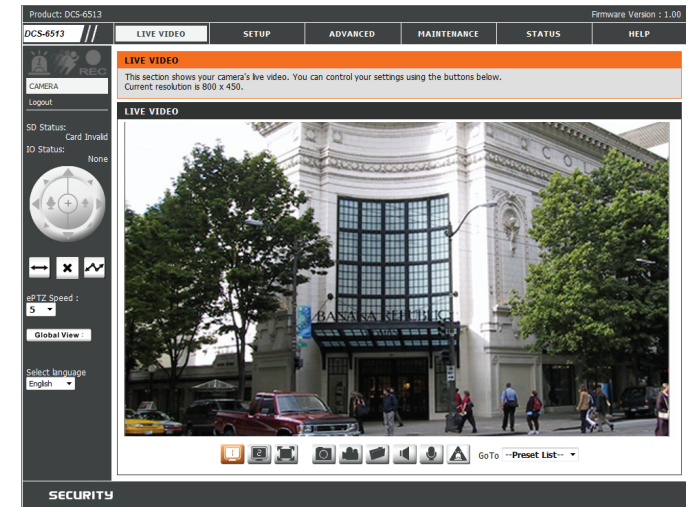 Product: DCS-6513
Firmware Version : 1.00
DCS-6513
LIVE VIDEO
SETUP
ADVANCED
MAINTENANCE
STATUS
HELP
REC
CAMERA
Logout
SD Status:
Card Invalid
IO Status:
None
ePTZ Speed :
5
Global View :
Select language
English
LIVE VIDEO
This section shows your camera's live video. You can control your settings using the buttons below.
Current resolution is 800 x 450.
LIVE VIDEO
COL
BANANA REPUBLIC
1
2
GoTo
--Preset List--
SECURITY